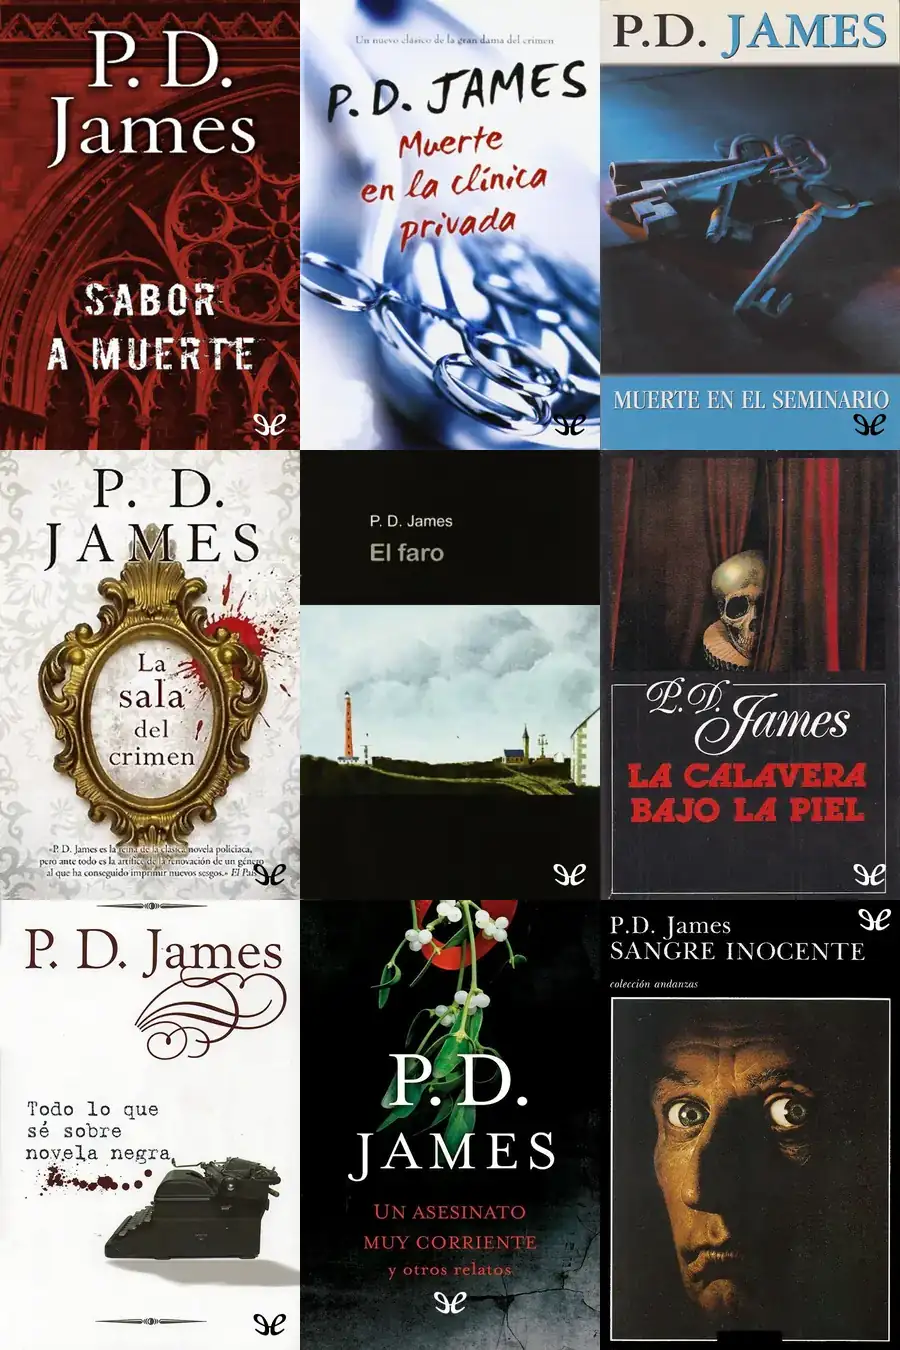 P. D.
James
SABOR
A MUERTE
Un nuevo clásico de la gran dama del crimen
P. D. JAMES
Muerte
en la clínica
privada
P.D. JAMES
MUERTE EN EL SEMINARIO
P. D.
JAMES
La
sala
del
crimen
«P. D. James es la reina de la clásica novela policiaca,
pero ante todo es la artífice de la renovación de un género
al que ha conseguido imprimir nuevos sesgos.» El País
P. D. James
El faro
P. D.
James
LA CALAVERA
BAJO LA PIEL
P. D. James
Todo lo que
sé sobre
novela negra
P. D.
JAMES
UN ASESINATO
MUY CORRIENTE
y otros relatos
P.D. James
SANGRE INOCENTE
colección andanzas